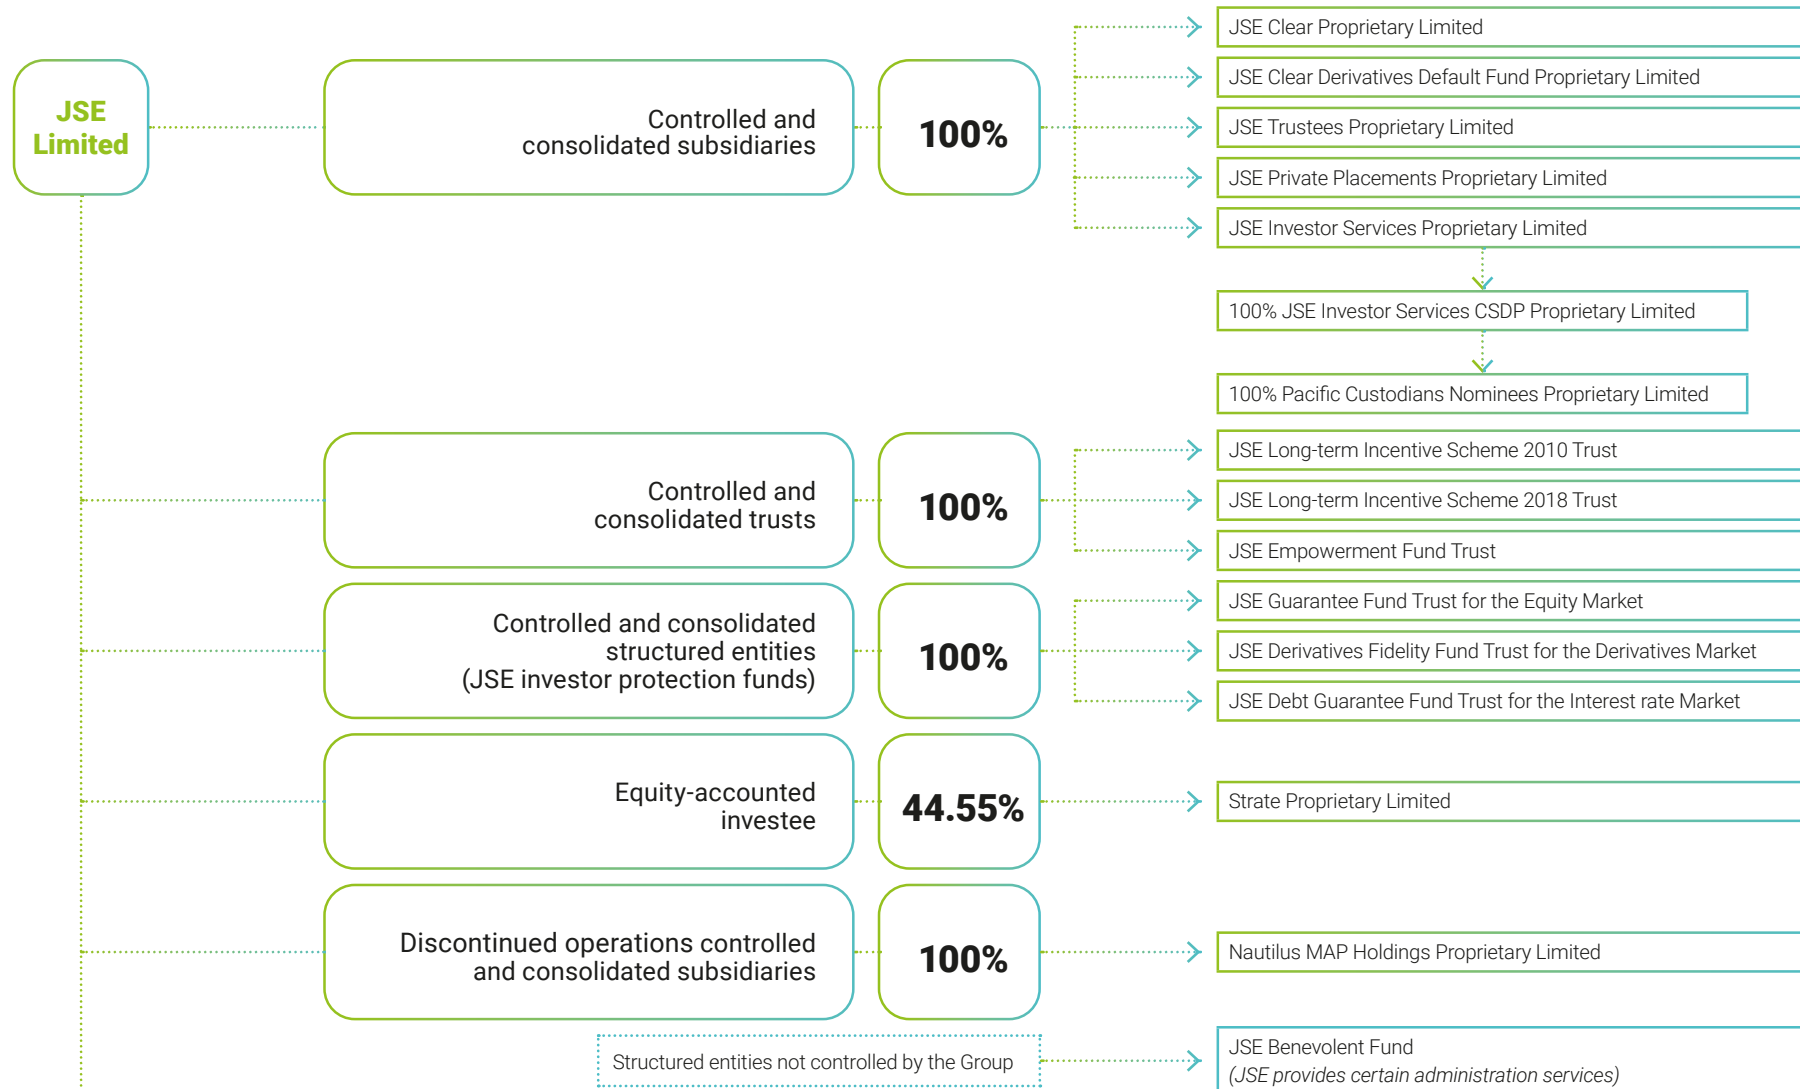 JSE
Limited
Controlled and
consolidated subsidiaries
100%
JSE Clear Proprietary Limited
JSE Clear Derivatives Default Fund Proprietary Limited
JSE Trustees Proprietary Limited
JSE Private Placements Proprietary Limited
JSE Investor Services Proprietary Limited
100% JSE Investor Services CSDP Proprietary Limited
100% Pacific Custodians Nominees Proprietary Limited
Controlled and
consolidated trusts
100%
JSE Long-term Incentive Scheme 2010 Trust
JSE Long-term Incentive Scheme 2018 Trust
JSE Empowerment Fund Trust
Controlled and consolidated
structured entities
(JSE investor protection funds)
100%
JSE Guarantee Fund Trust for the Equity Market
JSE Derivatives Fidelity Fund Trust for the Derivatives Market
JSE Debt Guarantee Fund Trust for the Interest rate Market
Equity-accounted
investee
44.55%
Strate Proprietary Limited
Discontinued operations controlled
and consolidated subsidiaries
100%
Nautilus MAP Holdings Proprietary Limited
Structured entities not controlled by the Group
JSE Benevolent Fund
(JSE provides certain administration services)